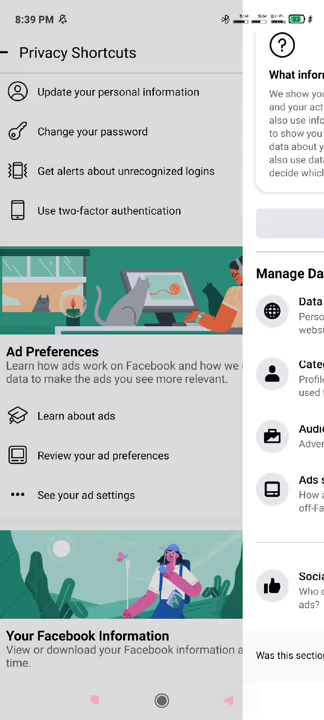 8:39 PM
83
Privacy Shortcuts
Update your personal information
Change your password
Get alerts about unrecognized logins
Use two-factor authentication
Ad Preferences
Learn how ads work on Facebook and how we
data to make the ads you see more relevant.
Learn about ads
Review your ad preferences
See your ad settings
Your Facebook Information
View or download your Facebook information a
time.
?
What infor
We show you
and your act
also use info
to show you
data about y
also use data
decide which
Manage Da
Data
Perso
websi
Categ
Profile
used t
Audie
Adver
Ads s
How a
off-Fa
Socia
Who c
ads?
Was this section